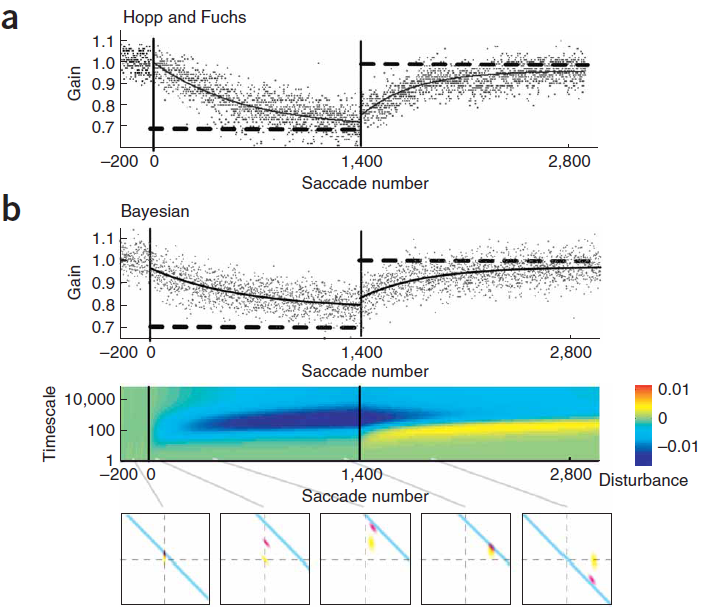 a
Hopp and Fuchs
1.1
1.0
0.9
0.8
0.7
Gain
–200 0 1,400 2,800
Saccade number
b
Bayesian
1.1
1.0
0.9
0.8
0.7
Gain
–200 0 1,400 2,800
Saccade number
10,000
100
1
Timescale
–200 0 1,400 2,800
Saccade number
0.01
0
–0.01
Disturbance